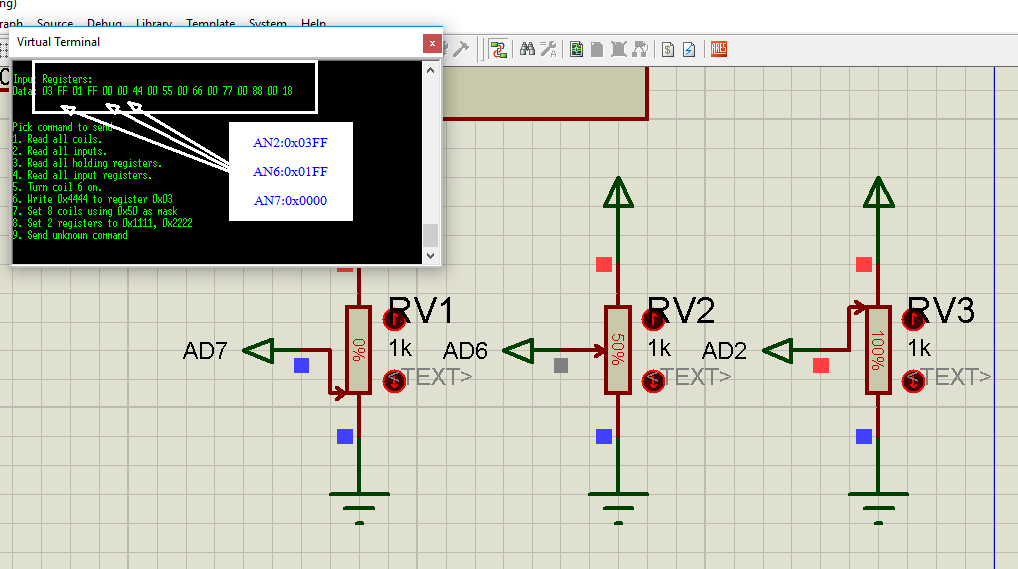 ng)
raph Source Debug Library Template System Help
Virtual Terminal
x
Input Registers:
Data: 03 FF 01 FF 00 00 44 00 55 00 66 00 77 00 88 00 18
Pick command to send
1. Read all coils.
2. Read all inputs.
3. Read all holding registers.
4. Read all input registers.
5. Turn coil 6 on.
6. Write 0x4444 to register 0x03
7. Set 8 coils using 0x50 as mask
8. Set 2 registers to 0x1111, 0x2222
9. Send unknown command
AN2:0x03FF
AN6:0x01FF
AN7:0x0000
ARES
RV1
1k
<TEXT>
AD7
0%
RV2
1k
<TEXT>
AD6
50%
RV3
1k
<TEXT>
AD2
100%